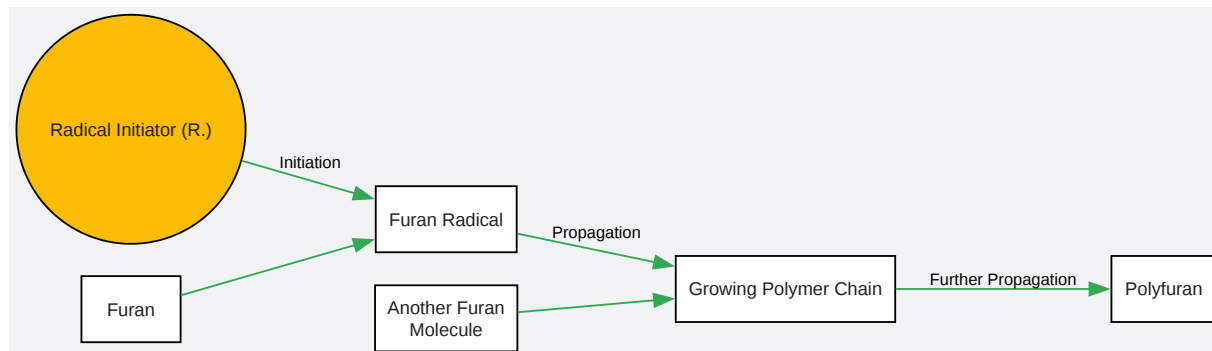 Radical Initiator (R.)
Initiation
Furan Radical
Furan
Propagation
Another Furan
Molecule
Growing Polymer Chain
Further Propagation
Polyfuran